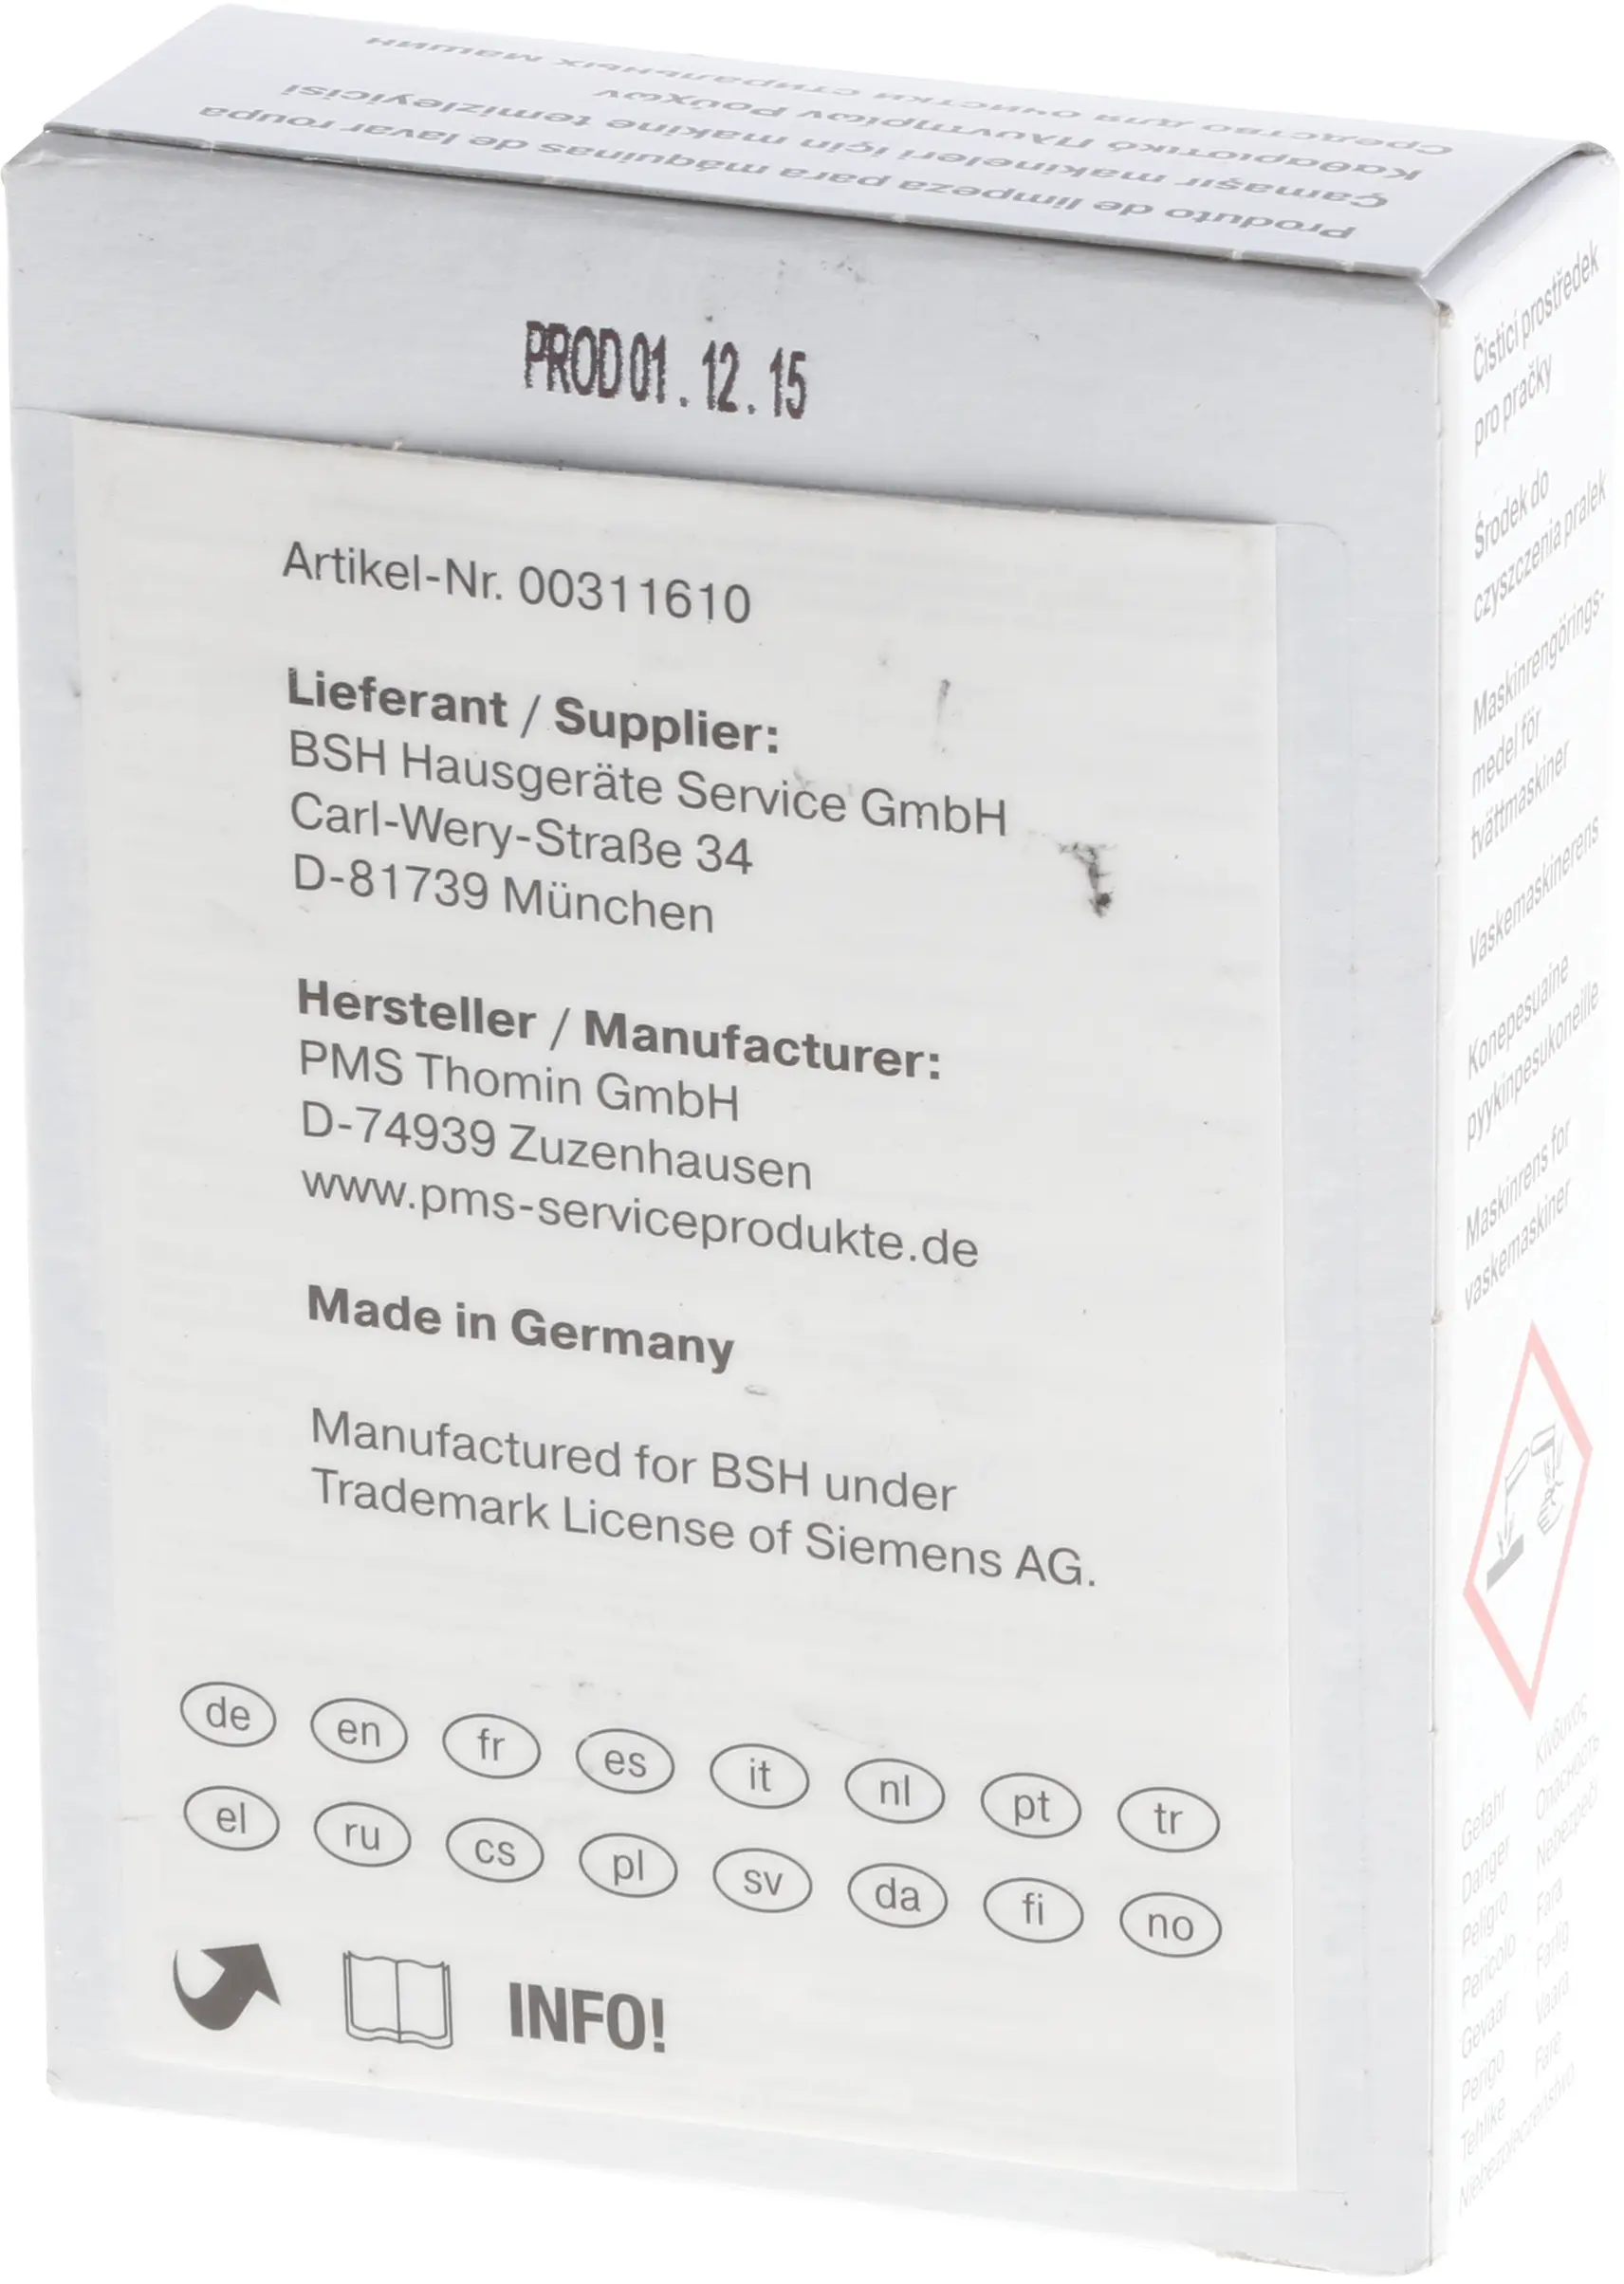 Средство для очистки стиральных машин
Καθαριστικό Πλυντηρίων Ρούχων
Çamaşır makineleri için makine temizleyicisi
Produto de limpeza para máquinas de lavar roupa
PROD 01.12.15
Artikel-Nr. 00311610
Lieferant / Supplier:
BSH Hausgeräte Service GmbH
Carl-Wery-Straße 34
D-81739 München
Hersteller / Manufacturer:
PMS Thomin GmbH
D-74939 Zuzenhausen
www.pms-serviceprodukte.de
Made in Germany
Manufactured for BSH under
Trademark License of Siemens AG.
de en fr es it nl pt tr
el ru cs pl sv da fi no
INFO!
Čisticí prostředek
pro pračky
Środek do
czyszczenia pralek
Maskinrengörings-
medel för
tvättmaskiner
Vaskemaskinerens
Konepesuaine
pyykinpesukoneille
Maskinrens for
vaskemaskiner
Gefahr
Danger
Peligro
Pericolo
Gevaar
Perigo
Tehlike
Niebezpieczeństwo
Κίνδυνος
Опасность
Nebezpečí
Fara
Farlig
Vaara
Fare